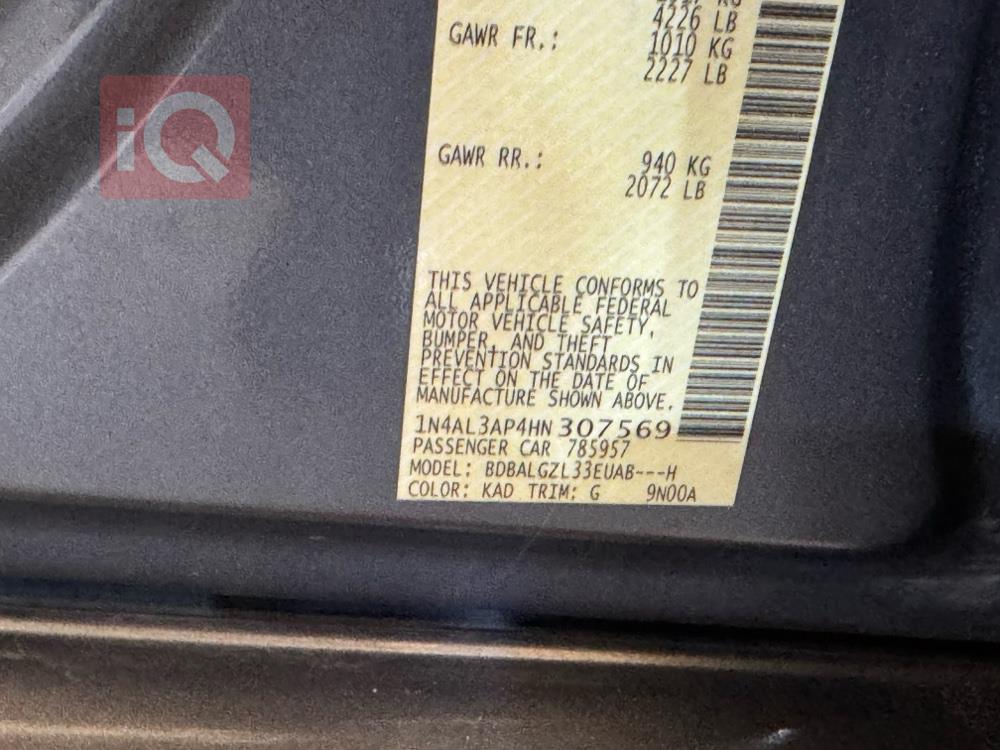 4226 LB
GAWR FR.: 1010 KG
2227 LB
GAWR RR.: 940 KG
2072 LB
THIS VEHICLE CONFORMS TO
ALL APPLICABLE FEDERAL
MOTOR VEHICLE SAFETY,
BUMPER, AND THEFT
PREVENTION STANDARDS IN
EFFECT ON THE DATE OF
MANUFACTURE SHOWN ABOVE.
1N4AL3AP4HN 307569
PASSENGER CAR 785957
MODEL: BDBALGZL33EUAB---H
COLOR: KAD TRIM: G 9N00A
iQ